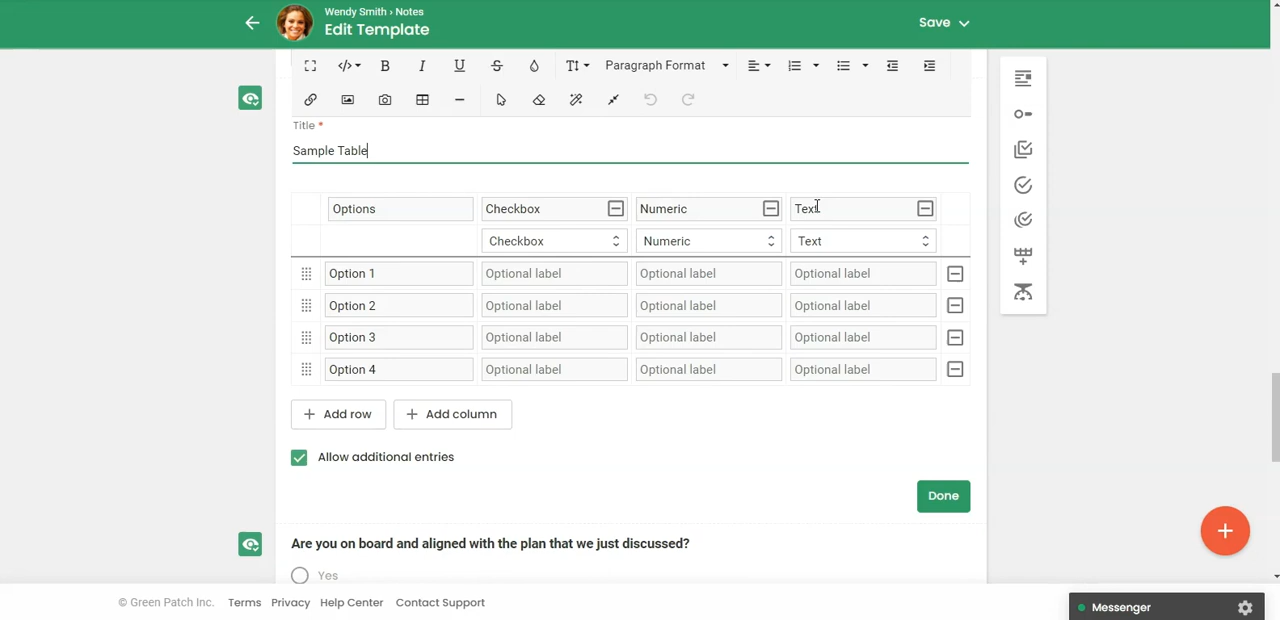 Wendy Smith › Notes
Edit Template
Save
Paragraph Format
Title *
Sample Table
Options Checkbox Numeric Text
Checkbox Numeric Text
Option 1 Optional label Optional label Optional label
Option 2 Optional label Optional label Optional label
Option 3 Optional label Optional label Optional label
Option 4 Optional label Optional label Optional label
Add row Add column
Allow additional entries
Done
Are you on board and aligned with the plan that we just discussed?
Yes
© Green Patch Inc. Terms Privacy Help Center Contact Support
Messenger